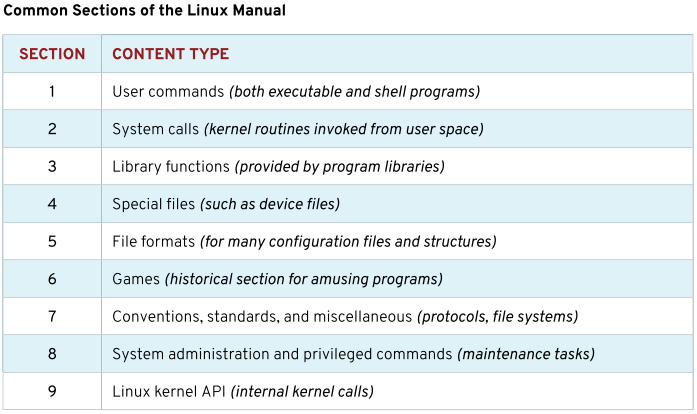 Common Sections of the Linux Manual
SECTION CONTENT TYPE
1 User commands (both executable and shell programs)
2 System calls (kernel routines invoked from user space)
3 Library functions (provided by program libraries)
4 Special files (such as device files)
5 File formats (for many configuration files and structures)
6 Games (historical section for amusing programs)
7 Conventions, standards, and miscellaneous (protocols, file systems)
8 System administration and privileged commands (maintenance tasks)
9 Linux kernel API (internal kernel calls)